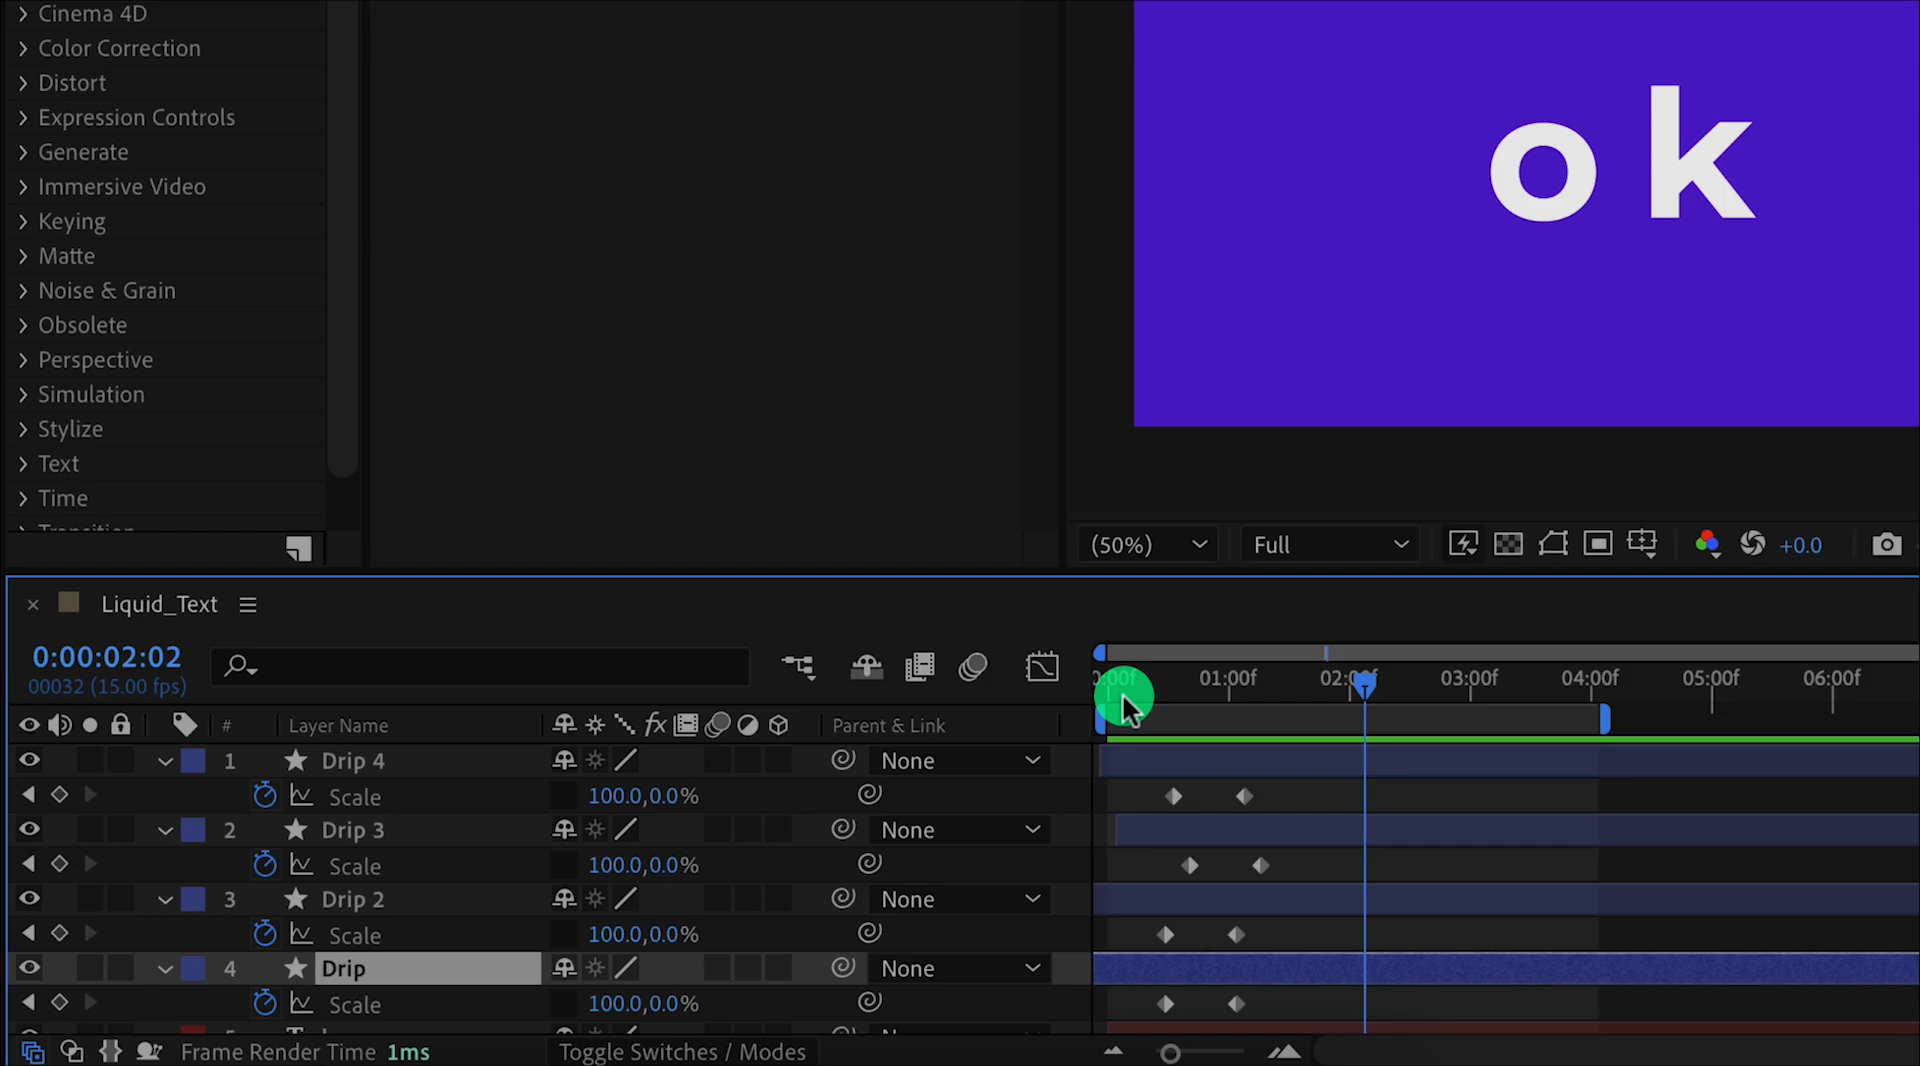 Cinema 4D
Color Correction
Distort
Expression Controls
Generate
Immersive Video
Keying
Matte
Noise & Grain
Obsolete
Perspective
Simulation
Stylize
Text
Time
Transition
o k
(50%) Full +0.0
Liquid_Text
0:00:02:02
00032 (15.00 fps)
0:00f 01:00f 02:00f 03:00f 04:00f 05:00f 06:00f
# Layer Name fx Parent & Link
1 Drip 4 None
Scale 100.0,0.0%
2 Drip 3 None
Scale 100.0,0.0%
3 Drip 2 None
Scale 100.0,0.0%
4 Drip None
Scale 100.0,0.0%
Frame Render Time 1ms Toggle Switches / Modes